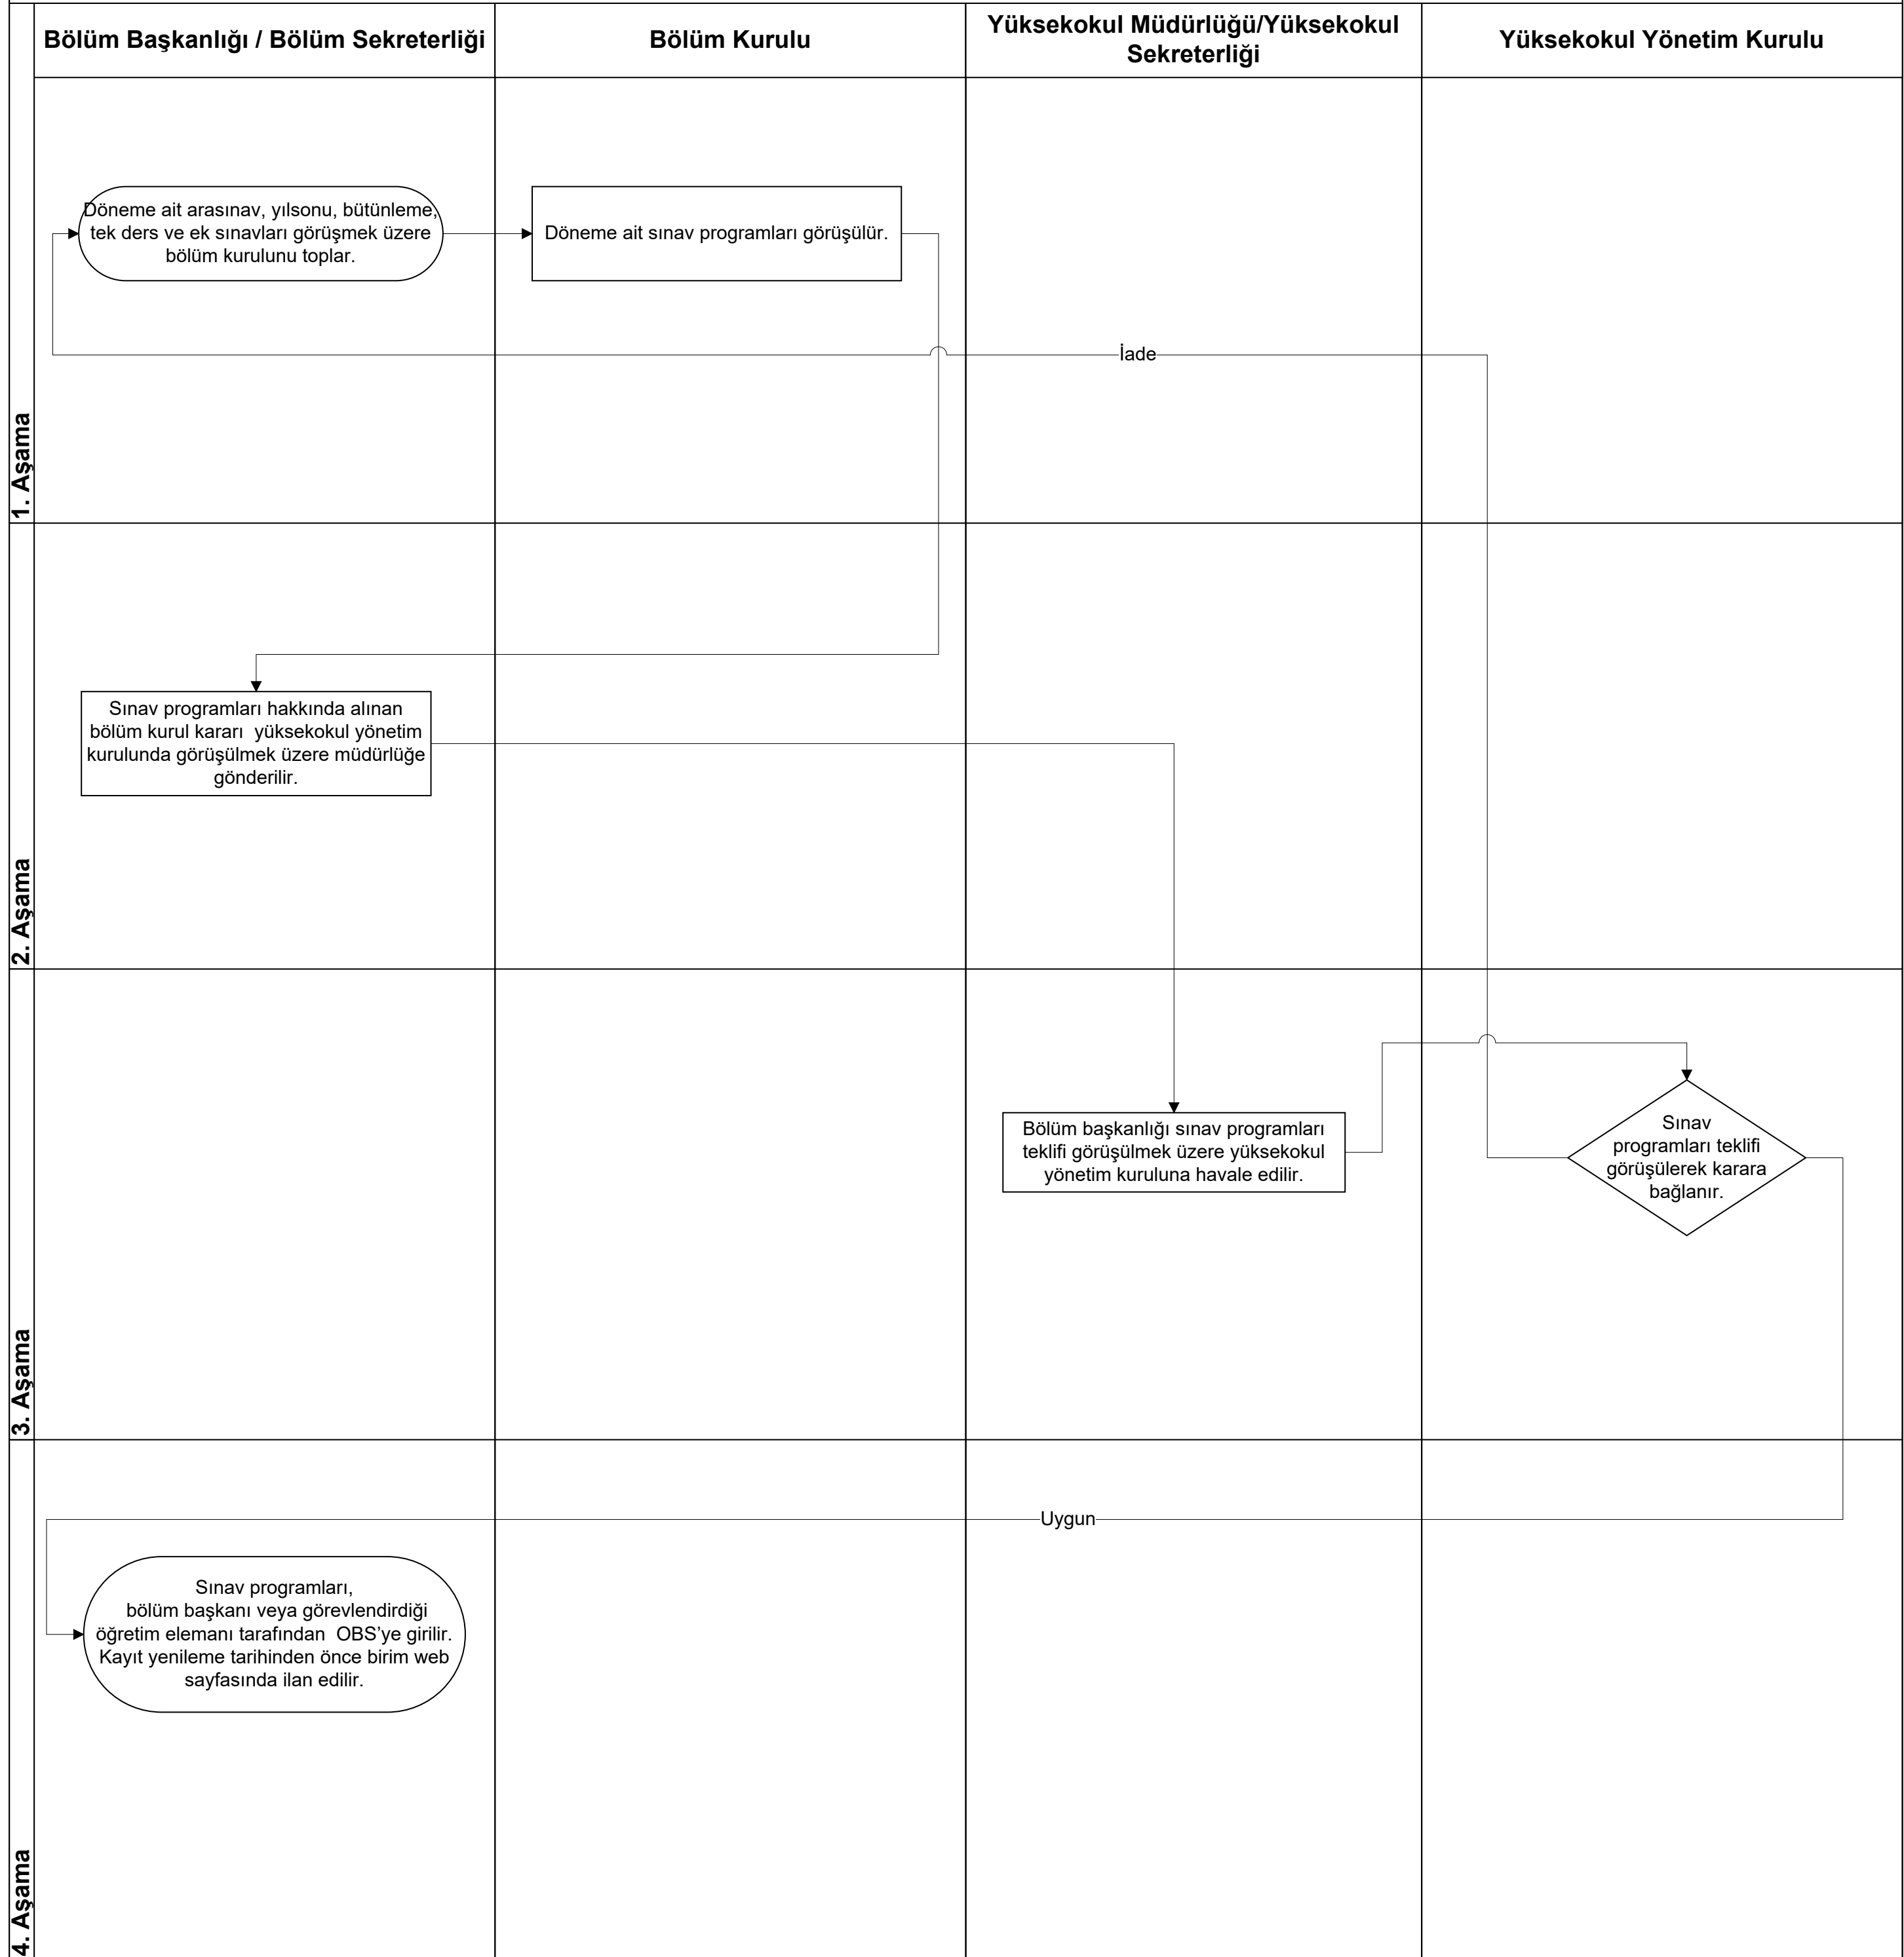 Bölüm Başkanlığı / Bölüm Sekreterliği
Bölüm Kurulu
Yüksekokul Müdürlüğü/Yüksekokul
Sekreterliği
Yüksekokul Yönetim Kurulu
1. Aşama
Döneme ait arasınav, yılsonu, bütünleme,
tek ders ve ek sınavları görüşmek üzere
bölüm kurulunu toplar.
Döneme ait sınav programları görüşülür.
İade
2. Aşama
Sınav programları hakkında alınan
bölüm kurul kararı  yüksekokul yönetim
kurulunda görüşülmek üzere müdürlüğe
gönderilir.
3. Aşama
Bölüm başkanlığı sınav programları
teklifi görüşülmek üzere yüksekokul
yönetim kuruluna havale edilir.
Sınav
programları teklifi
görüşülerek karara
bağlanır.
4. Aşama
Uygun
Sınav programları,
bölüm başkanı veya görevlendirdiği
öğretim elemanı tarafından  OBS’ye girilir.
Kayıt yenileme tarihinden önce birim web
sayfasında ilan edilir.